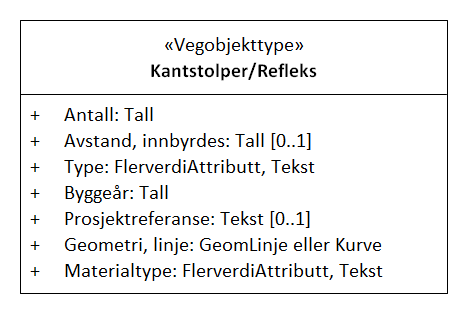 «Vegobjekttype»
Kantstolper/Refleks
+ Antall: Tall
+ Avstand, innbyrdes: Tall [0..1]
+ Type: FlerverdiAttributt, Tekst
+ Byggeår: Tall
+ Prosjektreferanse: Tekst [0..1]
+ Geometri, linje: GeomLinje eller Kurve
+ Materialtype: FlerverdiAttributt, Tekst